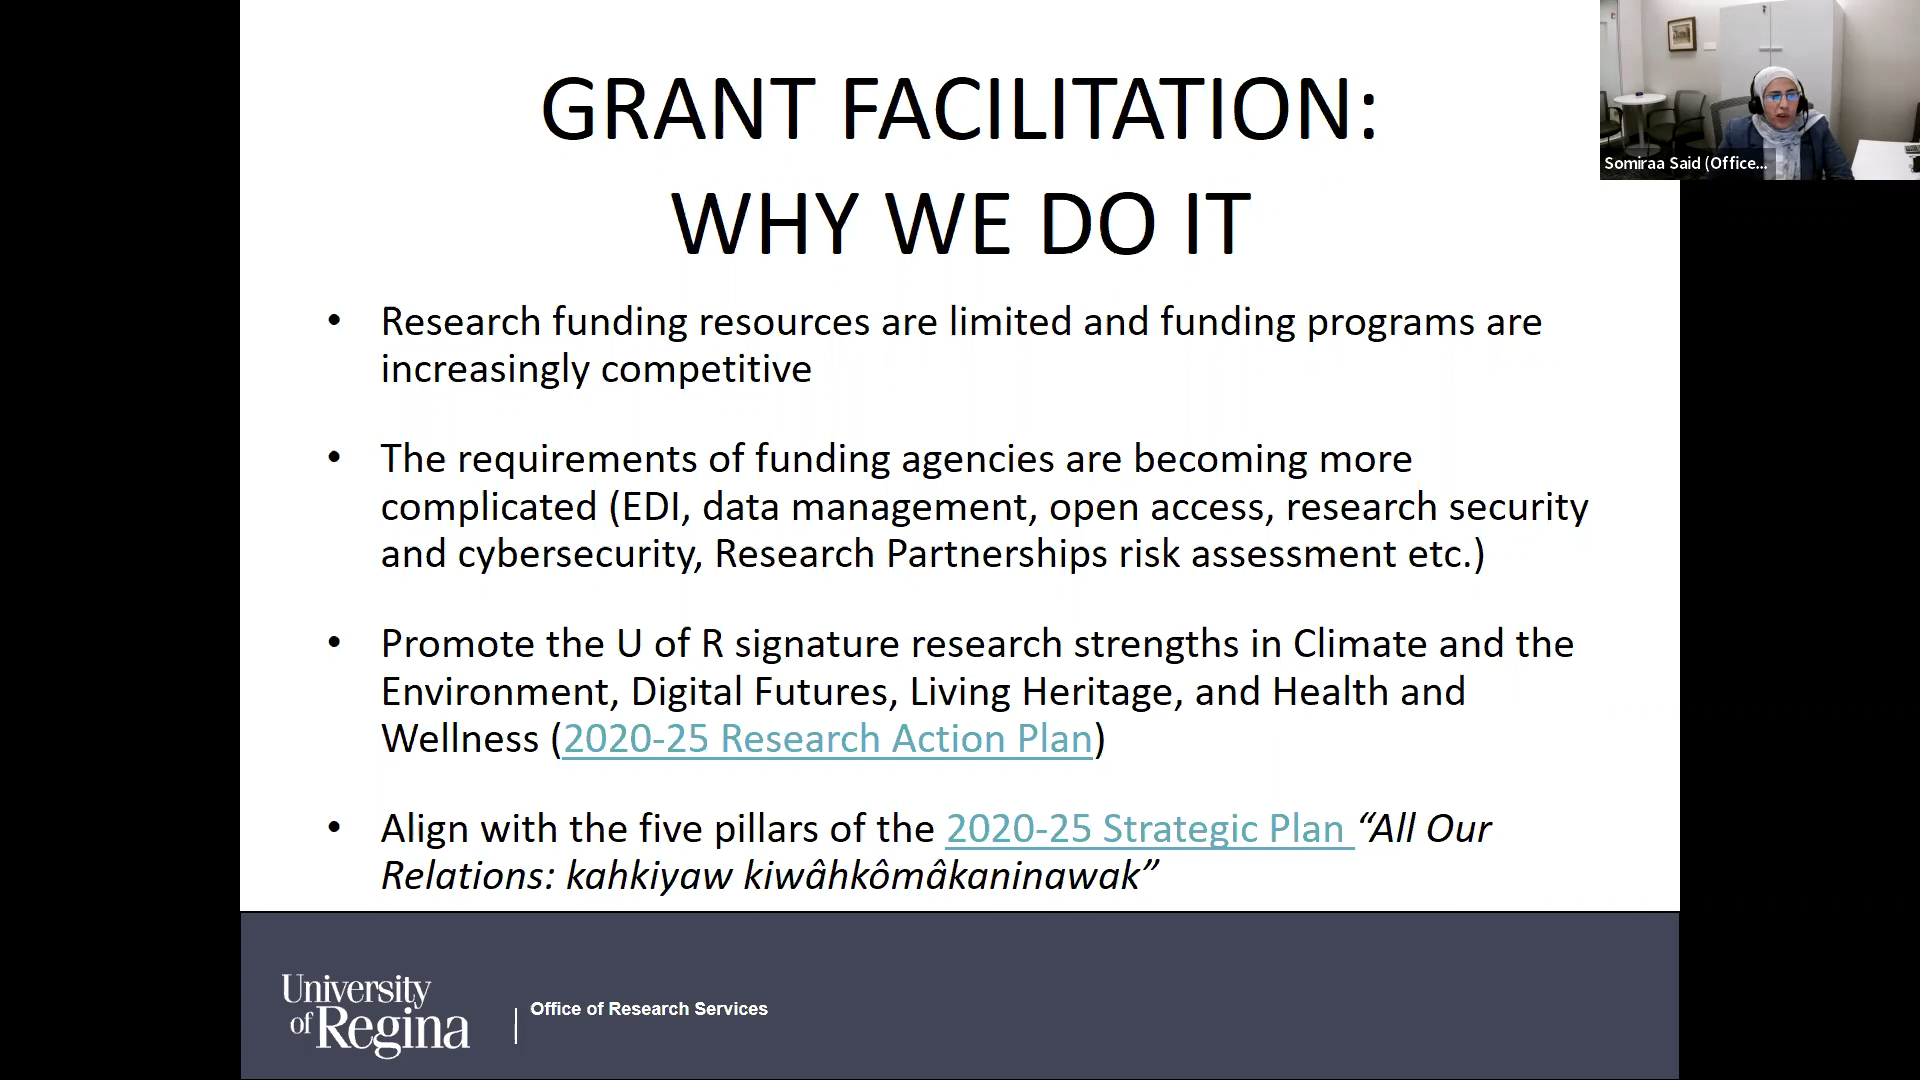 GRANT FACILITATION:
WHY WE DO IT
• Research funding resources are limited and funding programs are
increasingly competitive
• The requirements of funding agencies are becoming more
complicated (EDI, data management, open access, research security
and cybersecurity, Research Partnerships risk assessment etc.)
• Promote the U of R signature research strengths in Climate and the
Environment, Digital Futures, Living Heritage, and Health and
Wellness (2020-25 Research Action Plan)
• Align with the five pillars of the 2020-25 Strategic Plan “All Our
Relations: kahkiyaw kiwâhkômâkaninawak”
University
of Regina
Office of Research Services
Somiraa Said (Office...